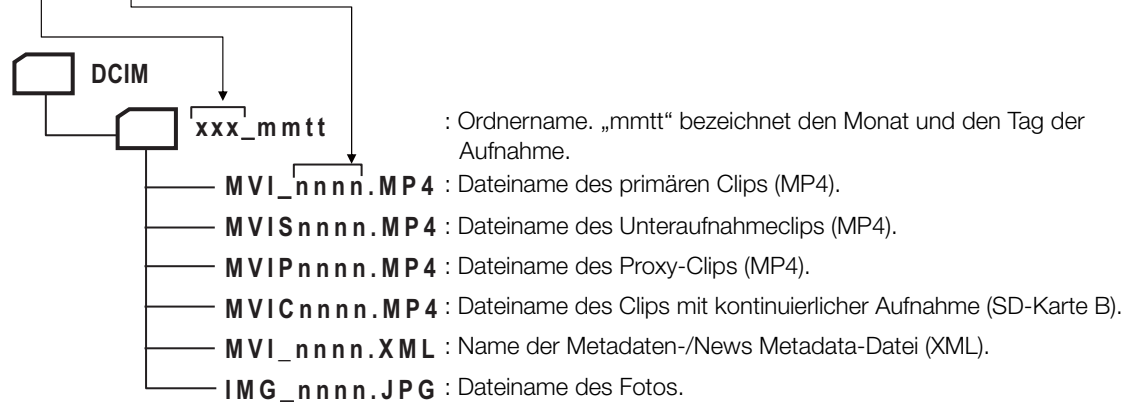 DCIM
xxx_mmtt : Ordnername. „mmtt“ bezeichnet den Monat und den Tag der
Aufnahme.
MVI_nnnn.MP4 : Dateiname des primären Clips (MP4).
MVISnnnn.MP4 : Dateiname des Unteraufnahmeclips (MP4).
MVIPnnnn.MP4 : Dateiname des Proxy-Clips (MP4).
MVICnnnn.MP4 : Dateiname des Clips mit kontinuierlicher Aufnahme (SD-Karte B).
MVI_nnnn.XML : Name der Metadaten-/News Metadata-Datei (XML).
IMG_nnnn.JPG : Dateiname des Fotos.